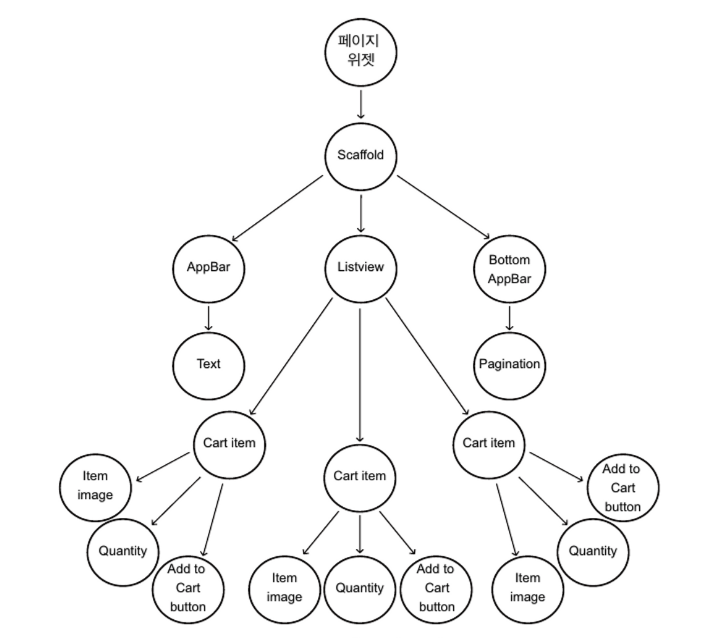 페이지
위젯
Scaffold
AppBar
Listview
Bottom
AppBar
Text
Pagination
Cart item
Item
image
Quantity
Add to
Cart
button
Cart item
Item
image
Quantity
Add to
Cart
button
Cart item
Item
image
Quantity
Add to
Cart
button